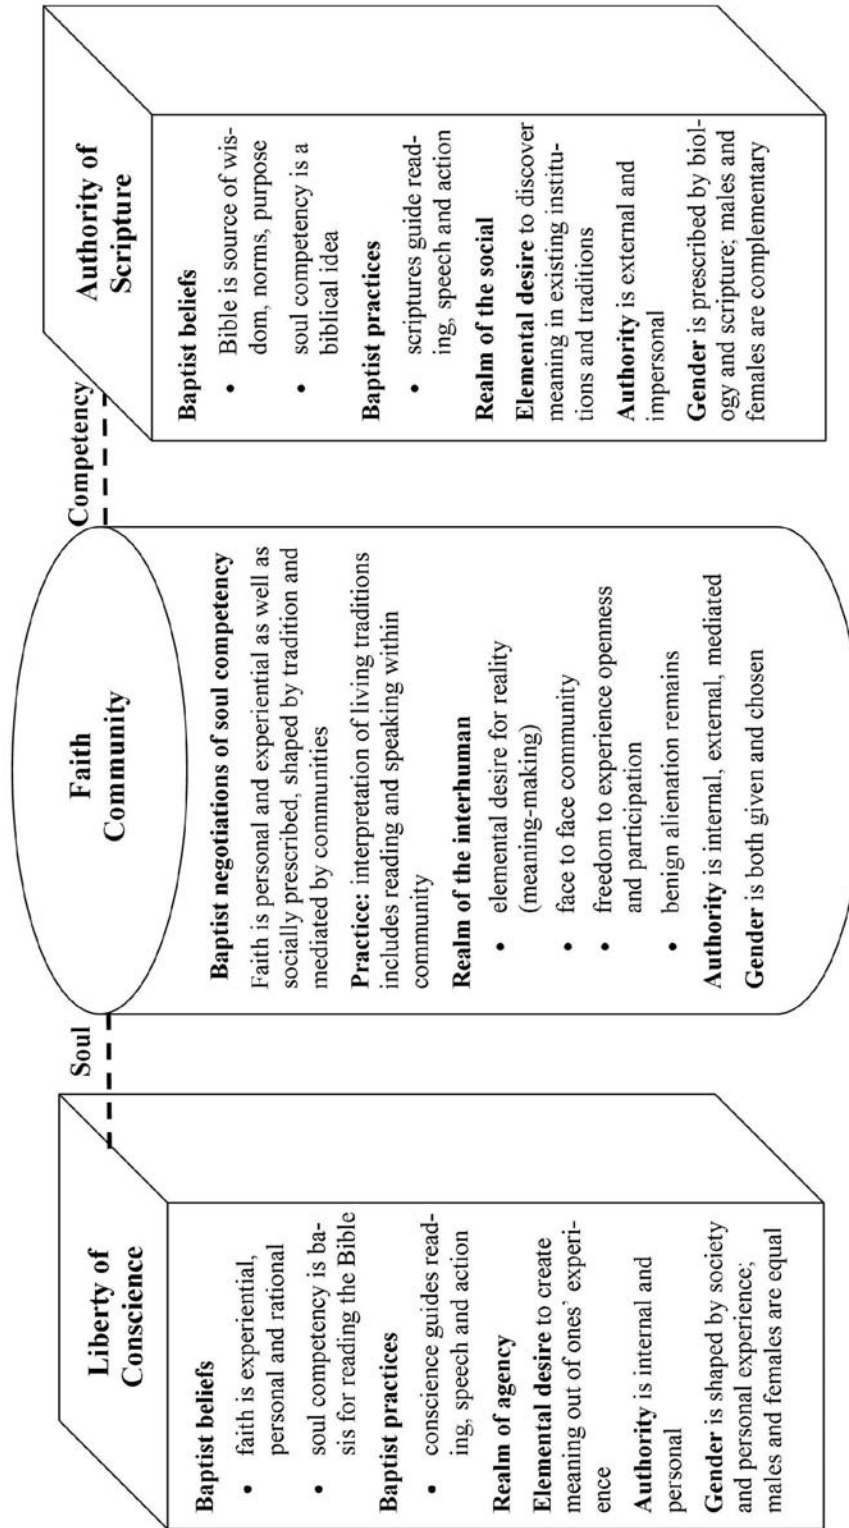 Liberty of
Conscience
Baptist beliefs
• faith is experiential,
personal and rational
• soul competency is ba-
sis for reading the Bible
Baptist practices
• conscience guides read-
ing, speech and action
Realm of agency
Elemental desire to create
meaning out of ones' experi-
ence
Authority is internal and
personal
Gender is shaped by society
and personal experience;
males and females are equal
Soul
Faith
Community
Baptist negotiations of soul competency
Faith is personal and experiential as well as
socially prescribed, shaped by tradition and
mediated by communities
Practice: interpretation of living traditions
includes reading and speaking within
community
Realm of the interhuman
• elemental desire for reality
(meaning-making)
• face to face community
• freedom to experience openness
and participation
• benign alienation remains
Authority is internal, external, mediated
Gender is both given and chosen
Competency
Authority of
Scripture
Baptist beliefs
• Bible is source of wis-
dom, norms, purpose
• soul competency is a
biblical idea
Baptist practices
• scriptures guide read-
ing, speech and action
Realm of the social
Elemental desire to discover
meaning in existing institu-
tions and traditions
Authority is external and
impersonal
Gender is prescribed by biol-
ogy and scripture; males and
females are complementary